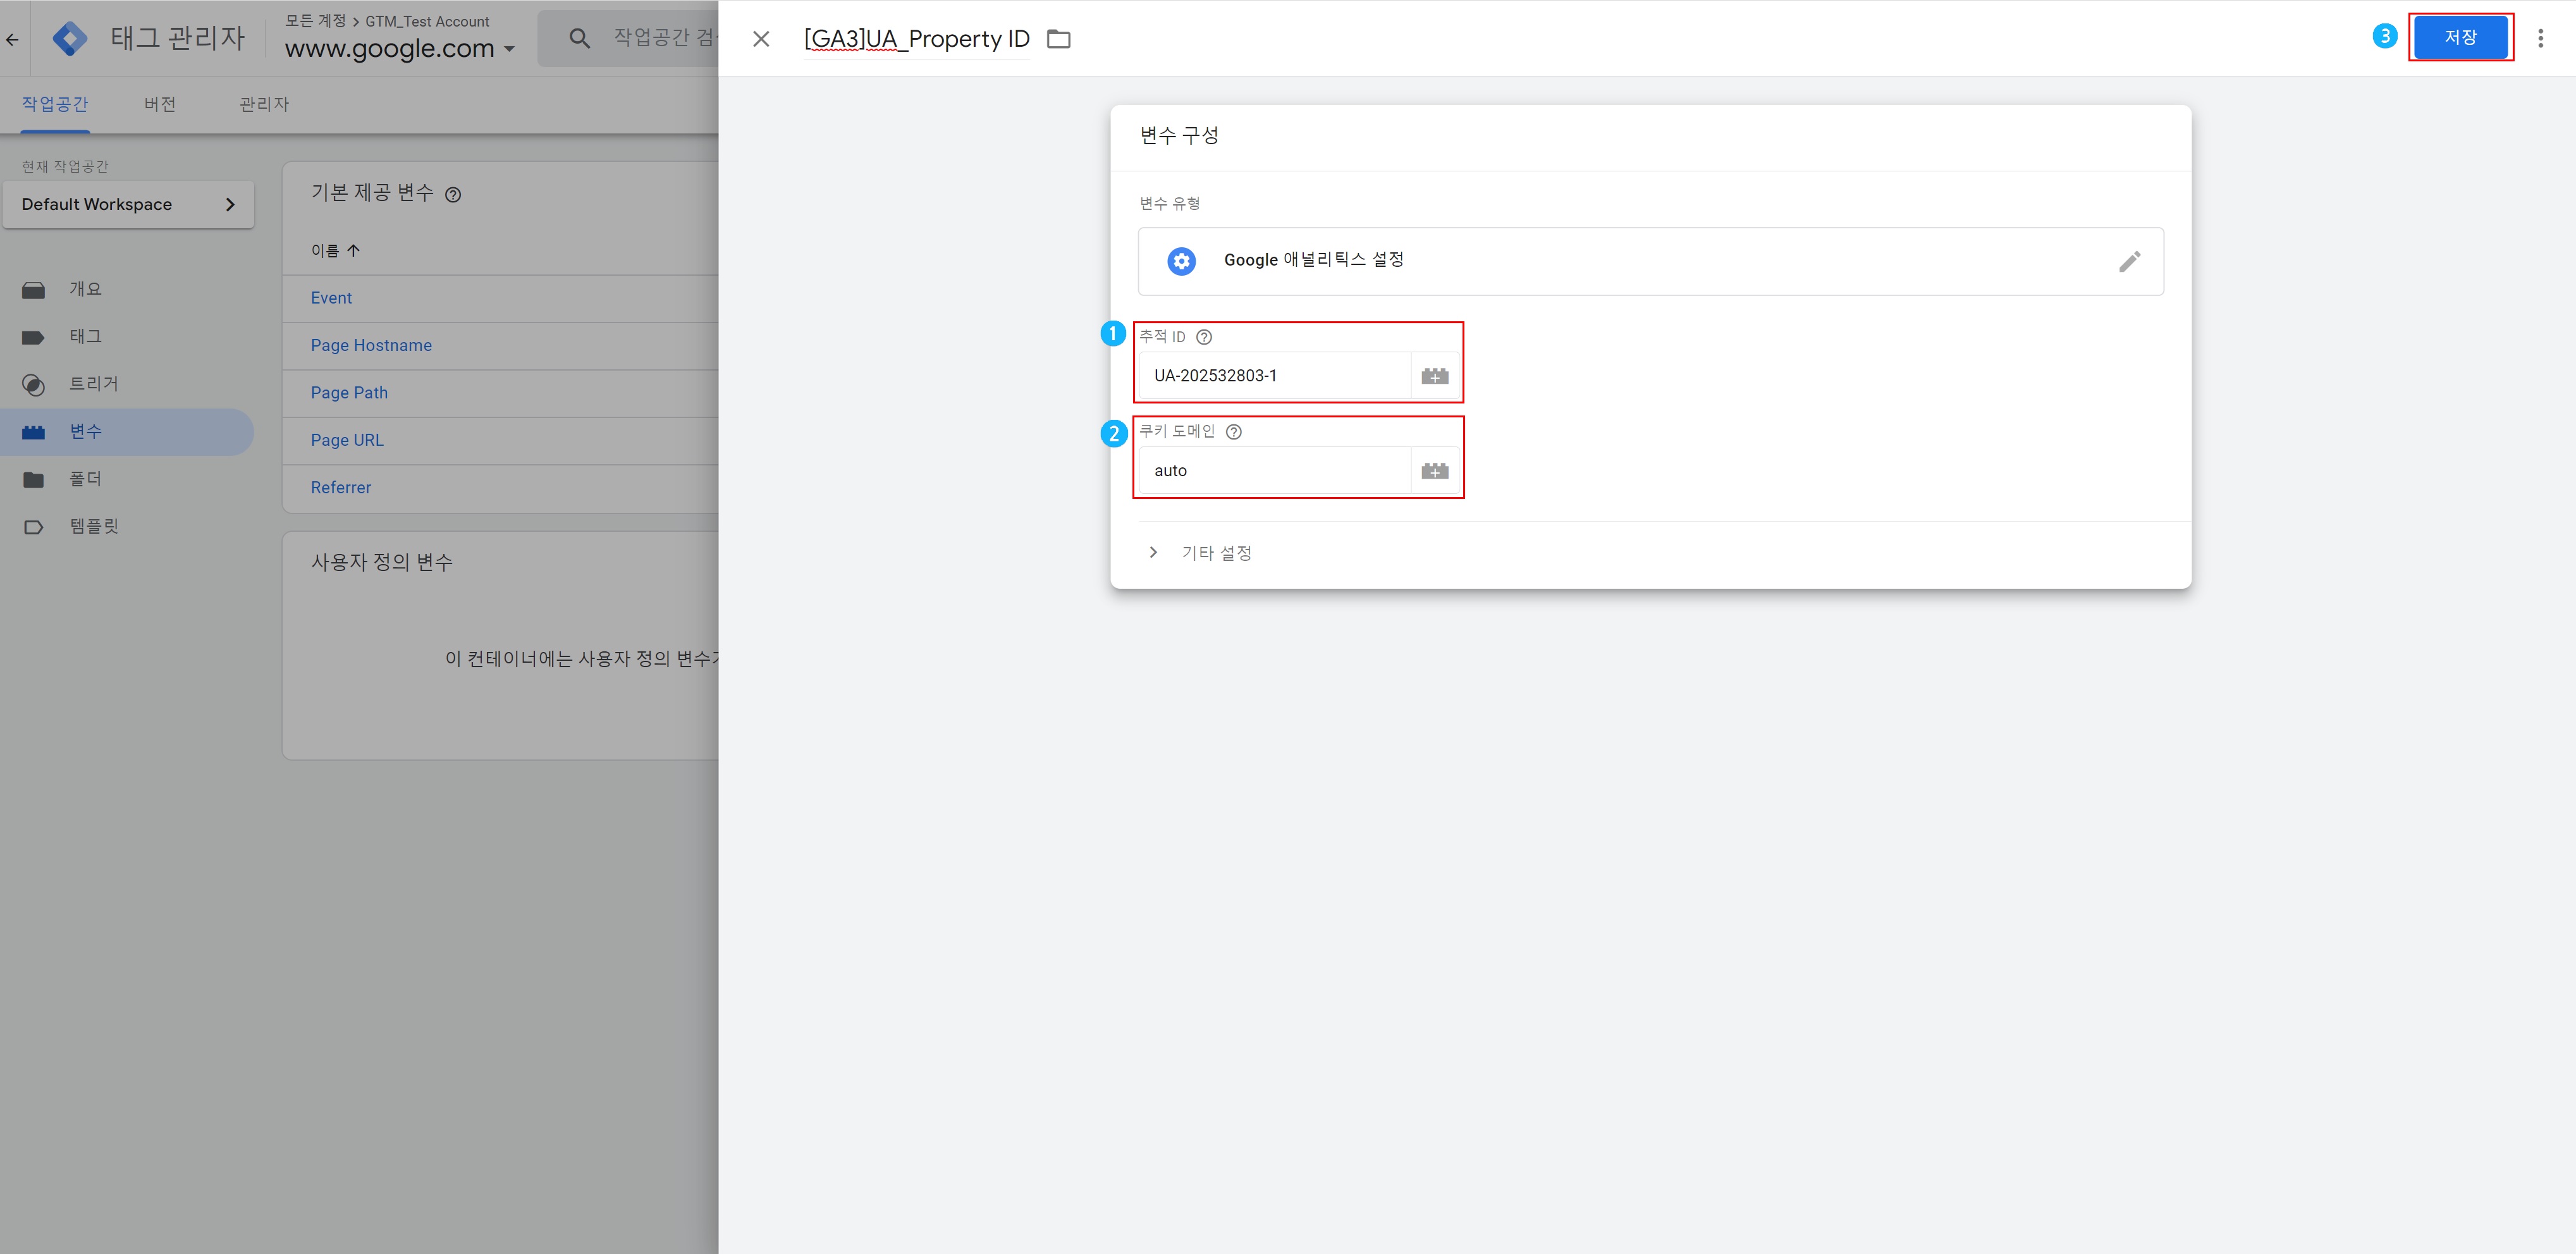 태그 관리자
모든 계정 > GTM_Test Account
www.google.com
작업공간 검
작업공간
버전
관리자
현재 작업공간
Default Workspace
개요
태그
트리거
변수
폴더
템플릿
기본 제공 변수
이름
Event
Page Hostname
Page Path
Page URL
Referrer
사용자 정의 변수
이 컨테이너에는 사용자 정의 변수
[GA3]UA_Property ID
3
저장
변수 구성
변수 유형
Google 애널리틱스 설정
1
추적 ID
UA-202532803-1
2
쿠키 도메인
auto
기타 설정